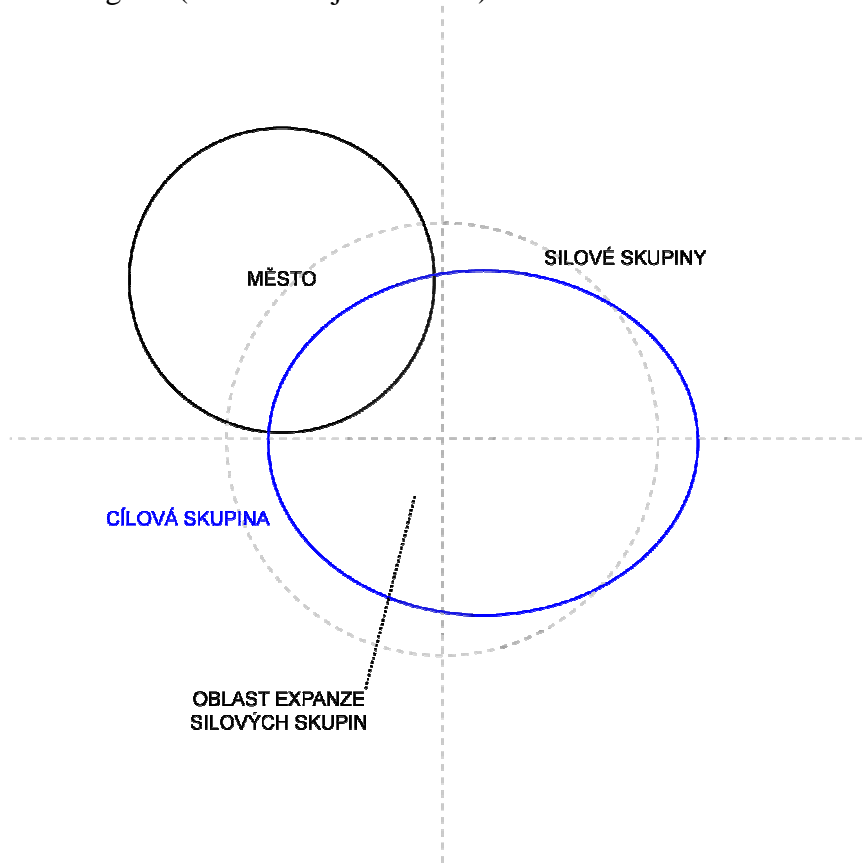 SILOVÉ SKUPINY
MĚSTO
CÍLOVÁ SKUPINA
OBLAST EXPANZE
SILOVÝCH SKUPIN